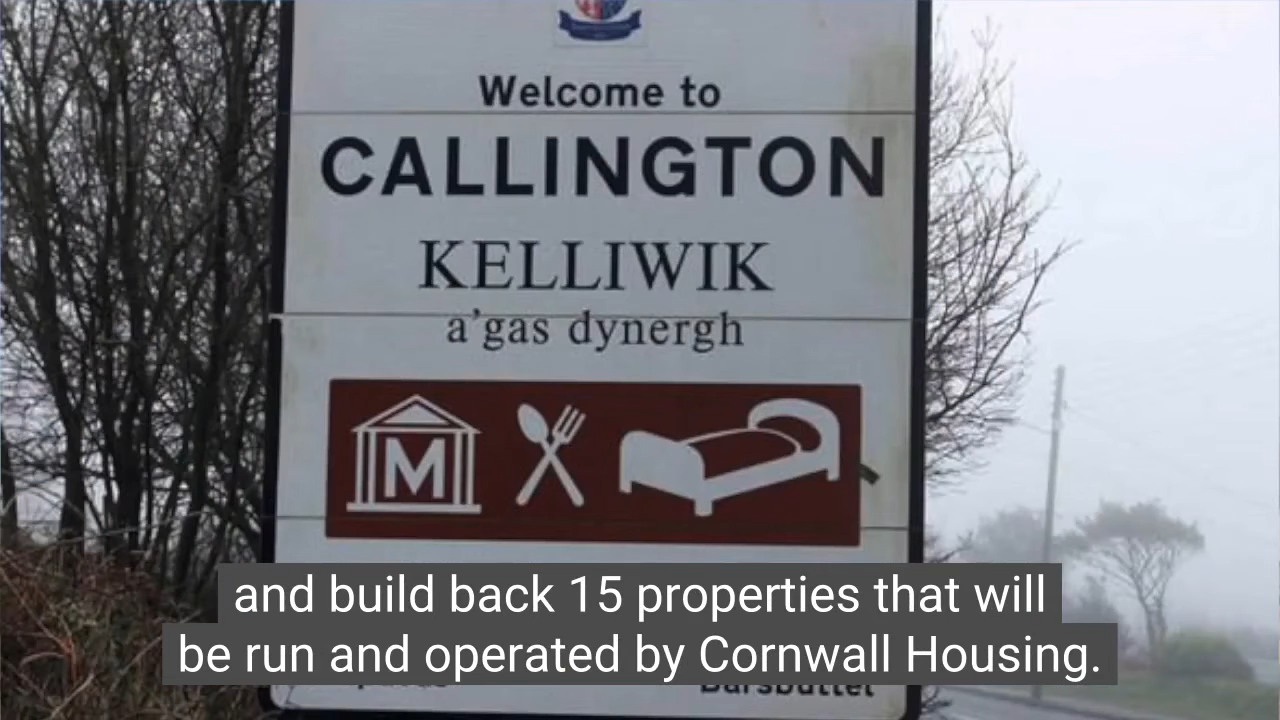 Welcome to
CALLINGTON
KELLIWIK
a'gas dynergh
M
and build back 15 properties that will
be run and operated by Cornwall Housing.
Barsbüttel